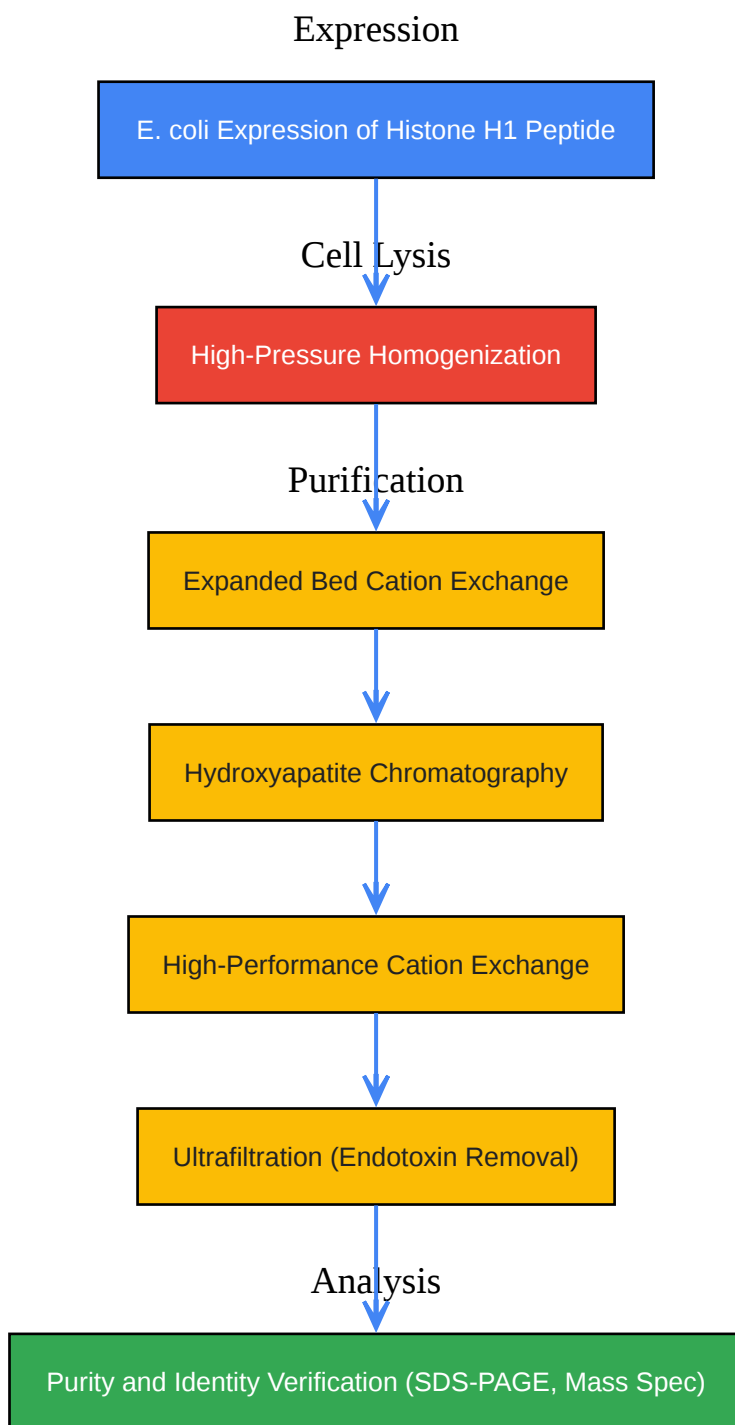 Expression
E. coli Expression of Histone H1 Peptide
Cell Lysis
High-Pressure Homogenization
Purification
Expanded Bed Cation Exchange
Hydroxyapatite Chromatography
High-Performance Cation Exchange
Ultrafiltration (Endotoxin Removal)
Analysis
Purity and Identity Verification (SDS-PAGE, Mass Spec)